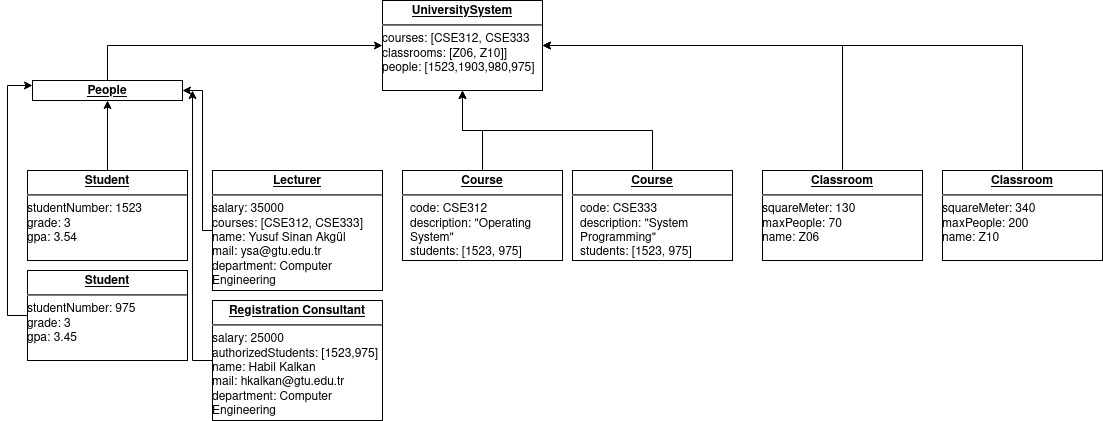 UniversitySystem
courses: [CSE312, CSE333
classrooms: [Z06, Z10]]
people: [1523,1903,980,975]
People
Student
studentNumber: 1523
grade: 3
gpa: 3.54
Student
studentNumber: 975
grade: 3
gpa: 3.45
Lecturer
salary: 35000
courses: [CSE312, CSE333]
name: Yusuf Sinan Akgül
mail: ysa@gtu.edu.tr
department: Computer
Engineering
Registration Consultant
salary: 25000
authorizedStudents: [1523,975]
name: Habil Kalkan
mail: hkalkan@gtu.edu.tr
department: Computer
Engineering
Course
code: CSE312
description: "Operating
System"
students: [1523, 975]
Course
code: CSE333
description: "System
Programming"
students: [1523, 975]
Classroom
squareMeter: 130
maxPeople: 70
name: Z06
Classroom
squareMeter: 340
maxPeople: 200
name: Z10